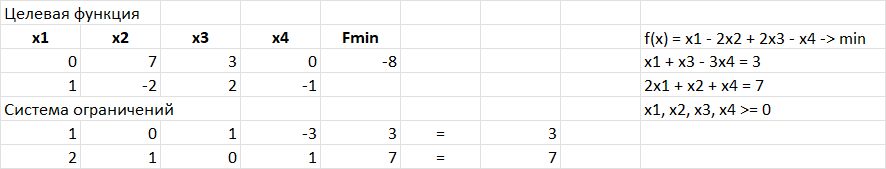 Целевая функция
x1 x2 x3 x4 Fmin f(x) = x1 - 2x2 + 2x3 - x4 -> min
0 7 3 0 -8 x1 + x3 - 3x4 = 3
1 -2 2 -1 2x1 + x2 + x4 = 7
Система ограничений x1, x2, x3, x4 >= 0
1 0 1 -3 3 = 3
2 1 0 1 7 = 7